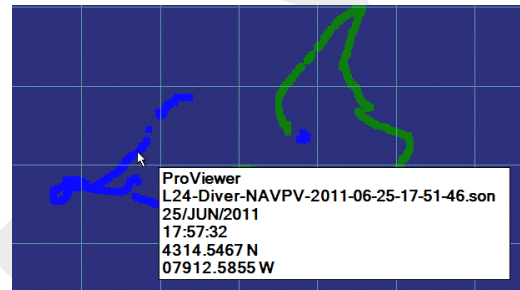 ProViewer
L24-Diver-NAVPV-2011-06-25-17-51-46.son
25/JUN/2011
17:57:32
4314.5467 N
07912.5855 W